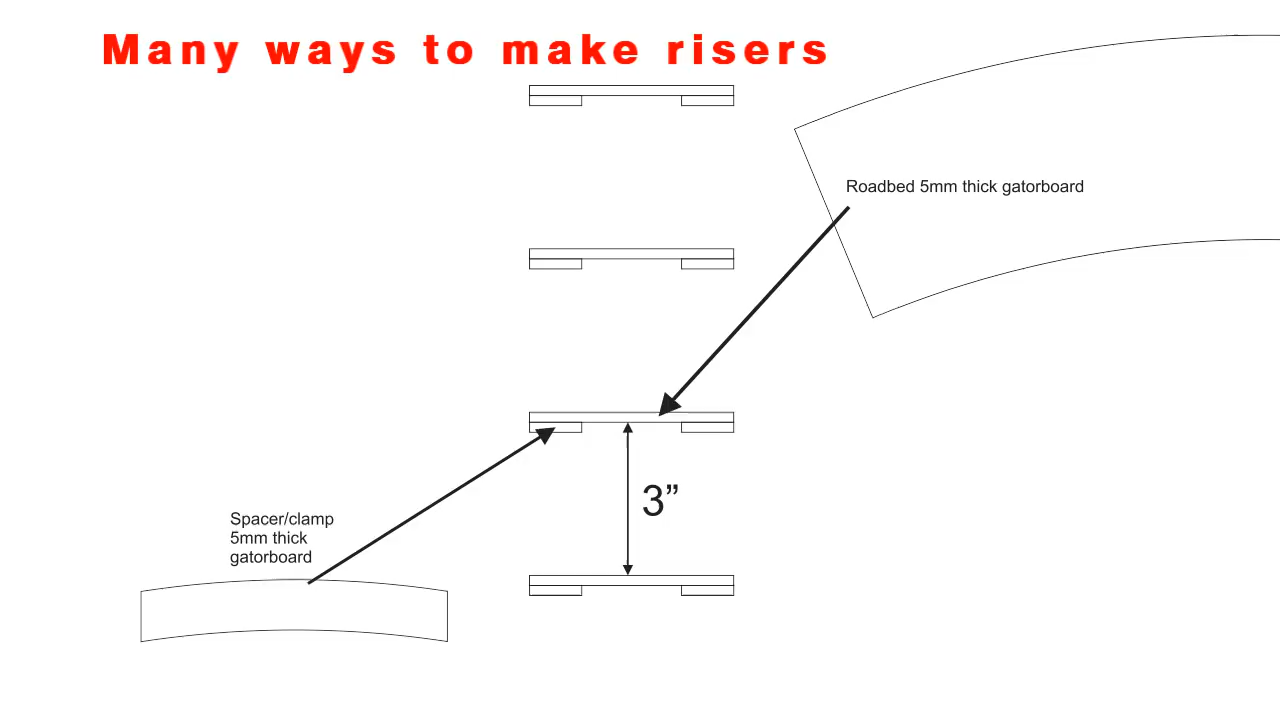 Many ways to make risers
Roadbed 5mm thick gatorboard
3”
Spacer/clamp
5mm thick
gatorboard